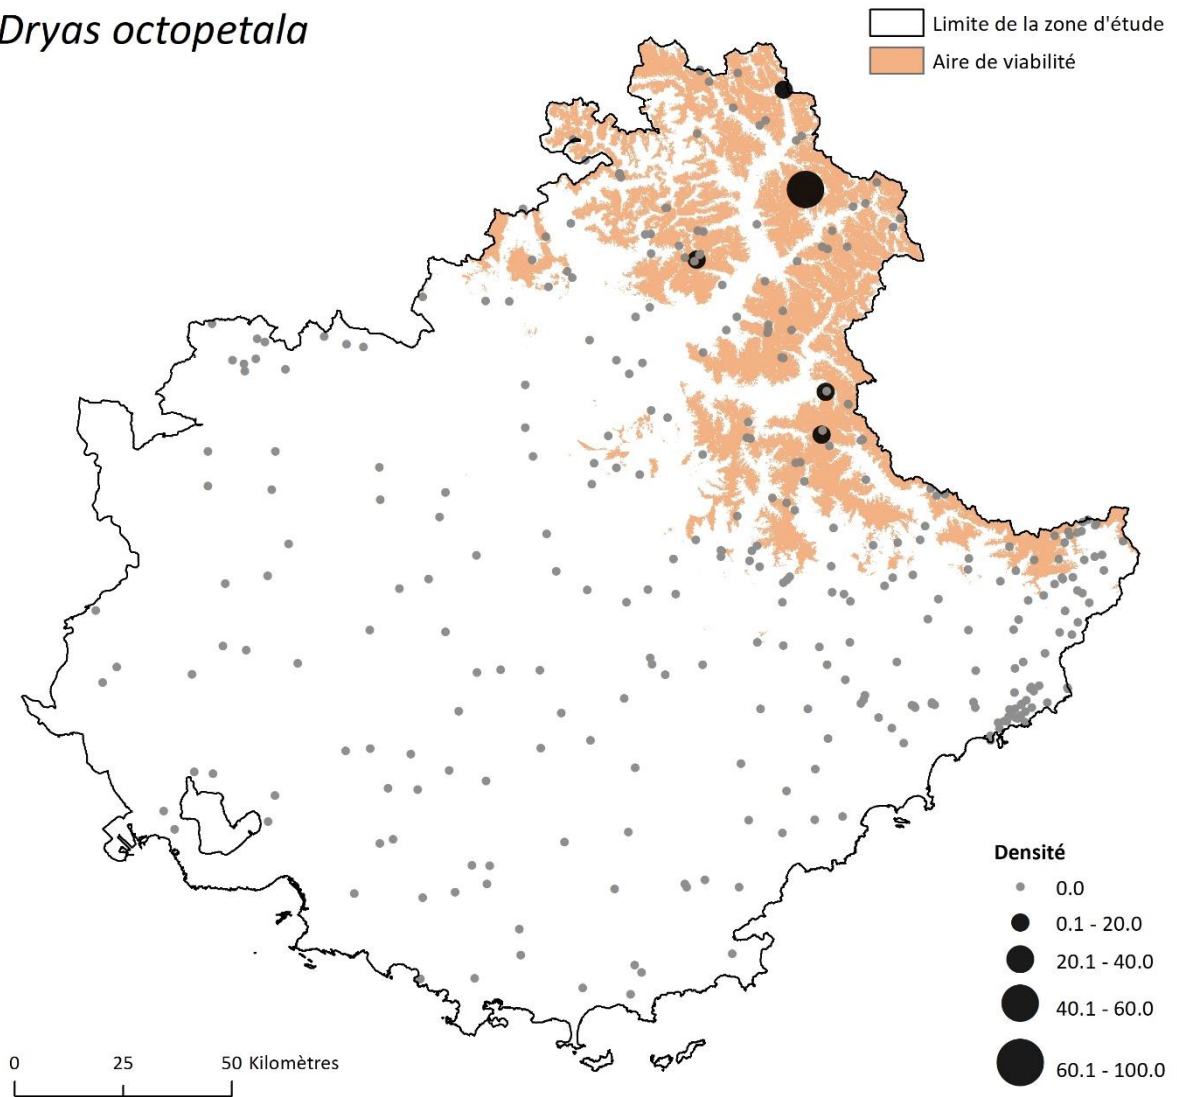 Dryas octopetala
Limite de la zone d'étude
Aire de viabilité
Densité
0.0
0.1 - 20.0
20.1 - 40.0
40.1 - 60.0
60.1 - 100.0
0 25 50 Kilomètres